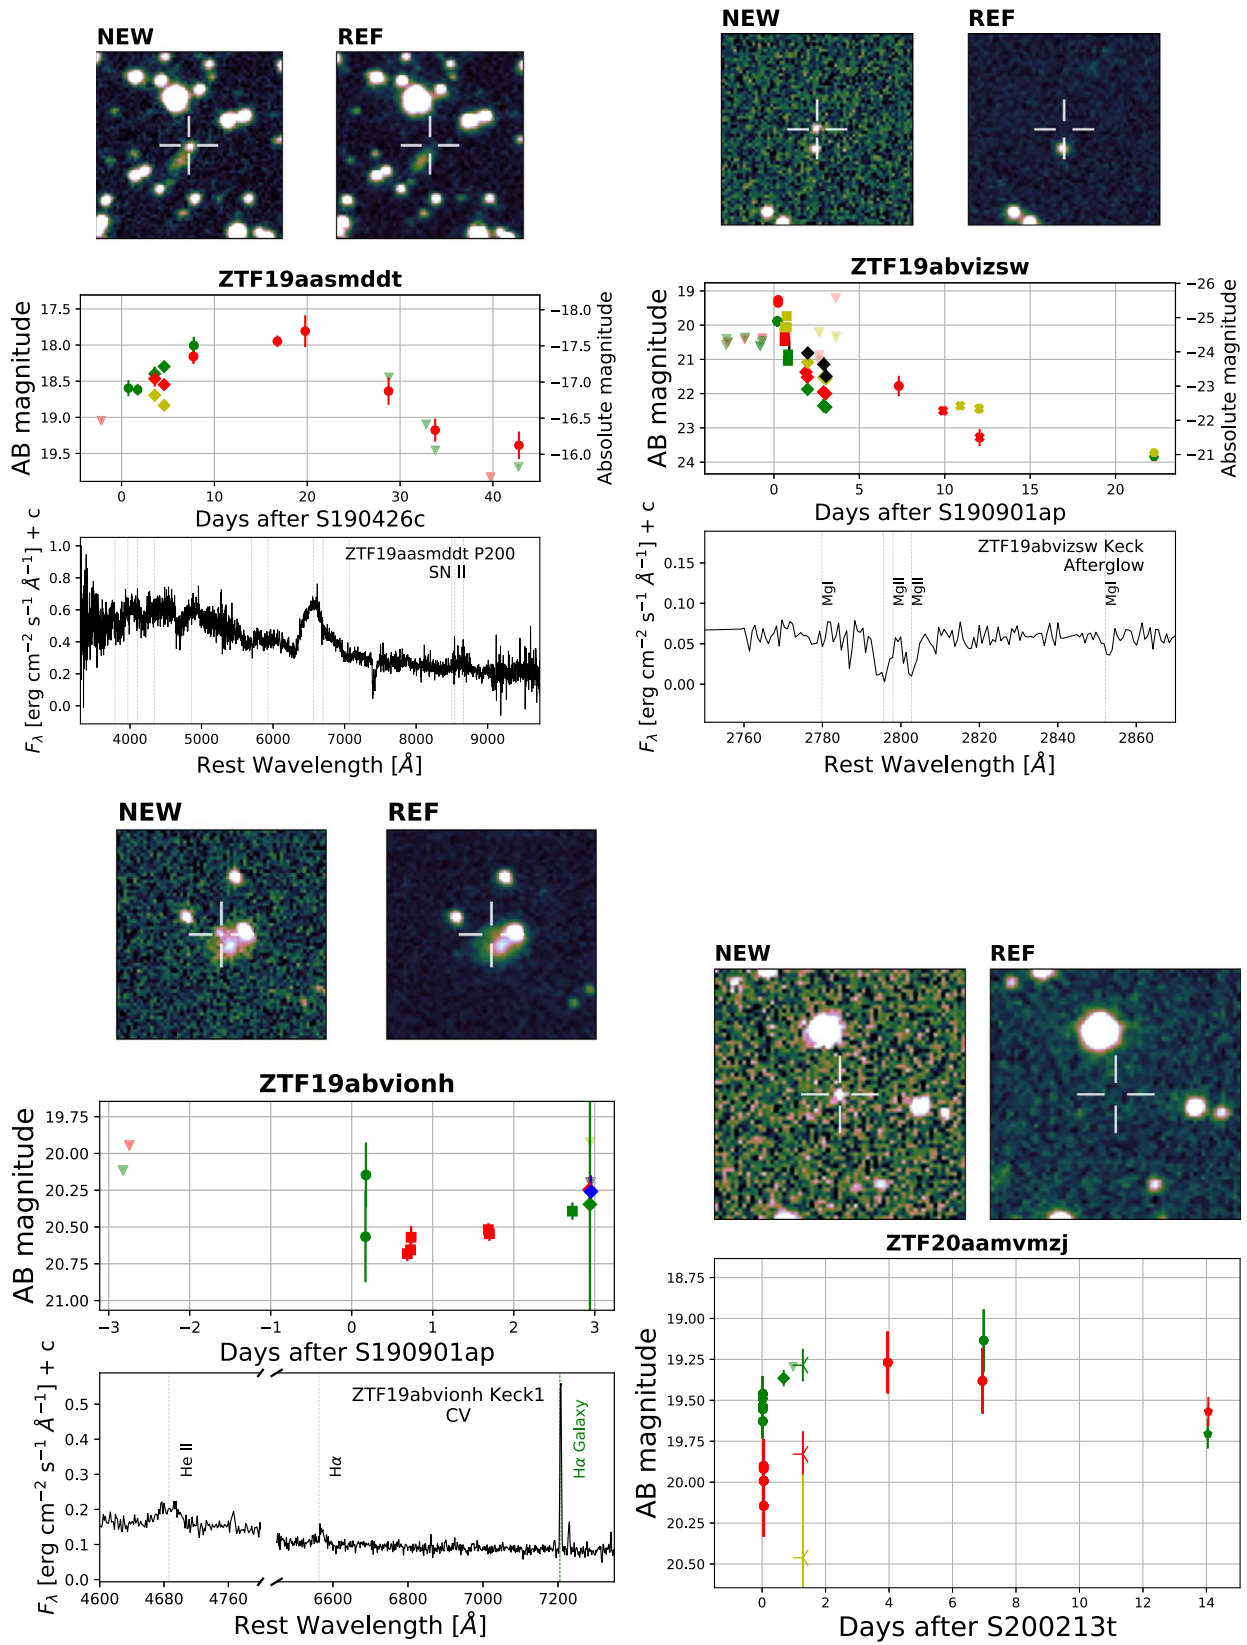 NEW
REF
ZTF19aasmddt
17.5
18.0
18.5
19.0
19.5
AB magnitude
−18.0
−17.5
−17.0
−16.5
−16.0
Absolute magnitude
0
10
20
30
40
Days after S190426c
1.0
0.8
0.6
0.4
0.2
0.0
F_λ [erg cm⁻² s⁻¹ Å⁻¹] + c
ZTF19aasmddt P200
SN II
4000
5000
6000
7000
8000
9000
Rest Wavelength [Å]
NEW
REF
ZTF19abvizsw
19
20
21
22
23
24
AB magnitude
−26
−25
−24
−23
−22
−21
Absolute magnitude
0
5
10
15
20
Days after S190901ap
0.15
0.10
0.05
0.00
F_λ [erg cm⁻² s⁻¹ Å⁻¹] + c
ZTF19abvizsw Keck
Afterglow
MgI
MgII
MgII
MgI
2760
2780
2800
2820
2840
2860
Rest Wavelength [Å]
NEW
REF
ZTF19abvionh
19.75
20.00
20.25
20.50
20.75
21.00
AB magnitude
−3
−2
−1
0
1
2
3
Days after S190901ap
0.5
0.4
0.3
0.2
0.1
0.0
F_λ [erg cm⁻² s⁻¹ Å⁻¹] + c
ZTF19abvionh Keck1
CV
He II
Hα
Hα Galaxy
4600
4680
4760
6600
6800
7000
7200
Rest Wavelength [Å]
NEW
REF
ZTF20aamvmzj
18.75
19.00
19.25
19.50
19.75
20.00
20.25
20.50
AB magnitude
0
2
4
6
8
10
12
14
Days after S200213t